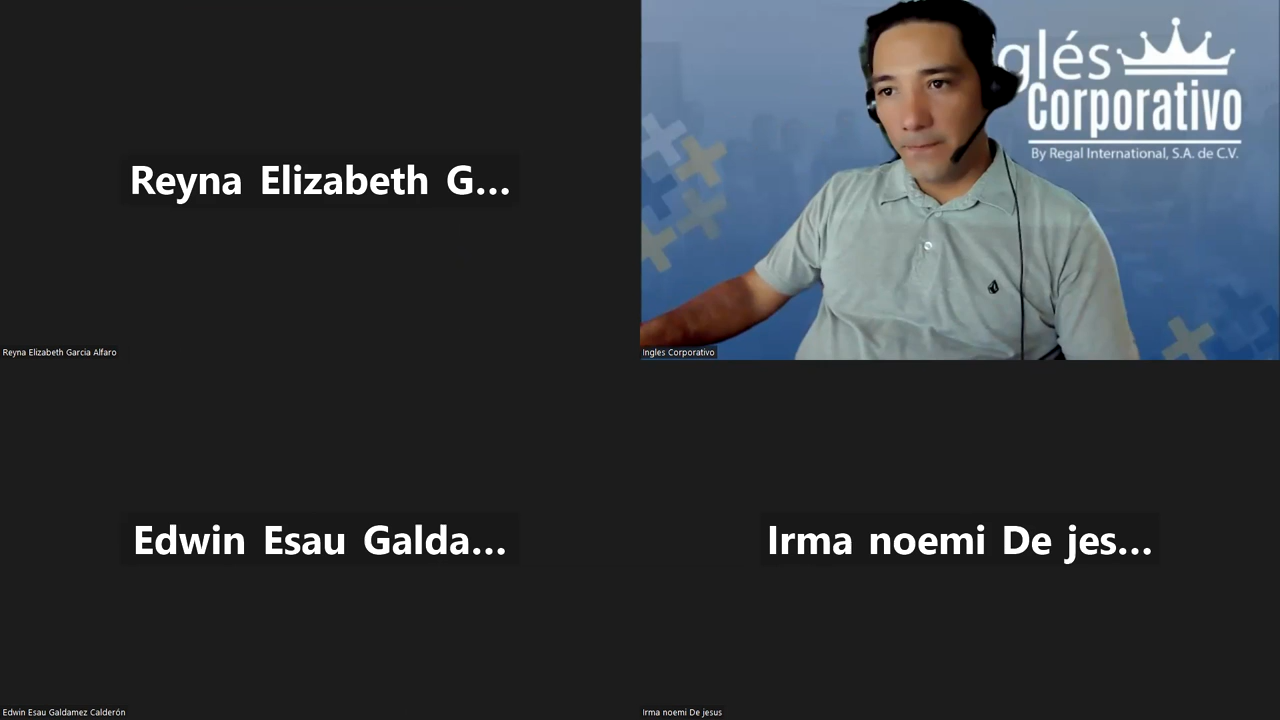 Reyna Elizabeth G...
Reyna Elizabeth Garcia Alfaro
glés
Corporativo
By Regal International, S.A. de C.V.
Ingles Corporativo
Edwin Esau Galda...
Edwin Esau Galdamez Calderón
Irma noemi De jes...
Irma noemi De jesus